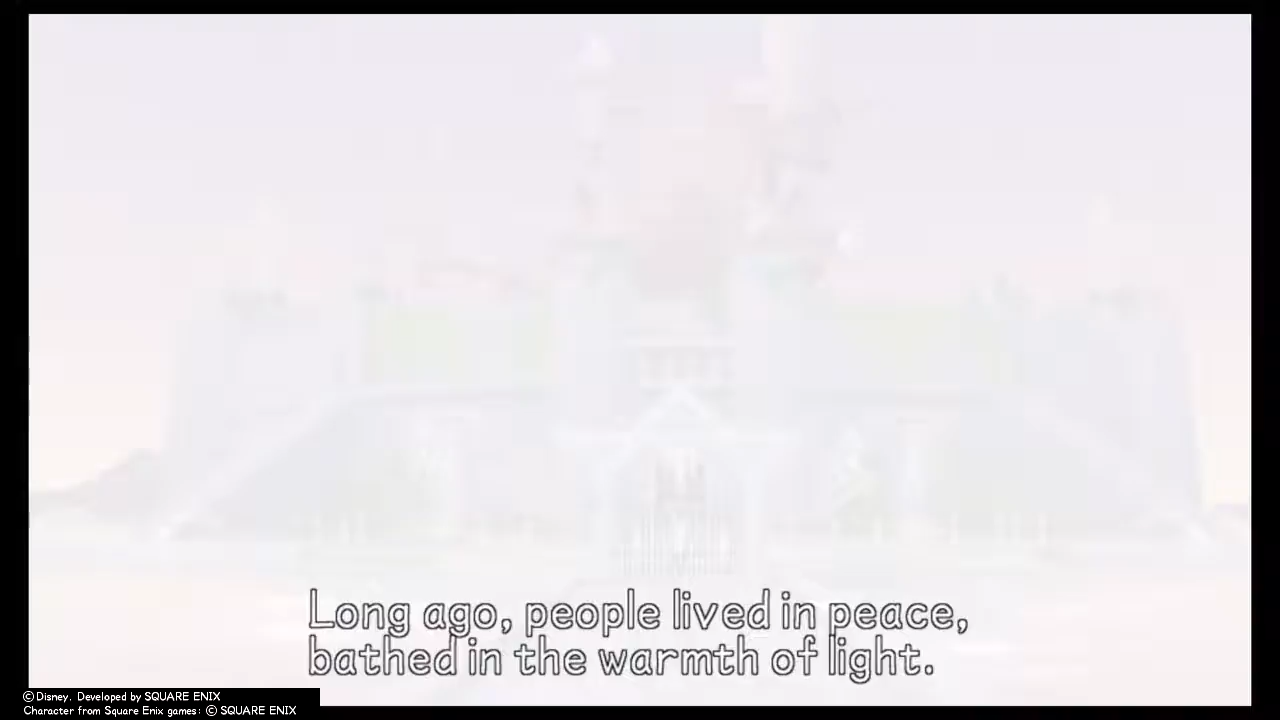 Long ago, people lived in peace,
bathed in the warmth of light.
© Disney. Developed by SQUARE ENIX
Character from Square Enix games: © SQUARE ENIX